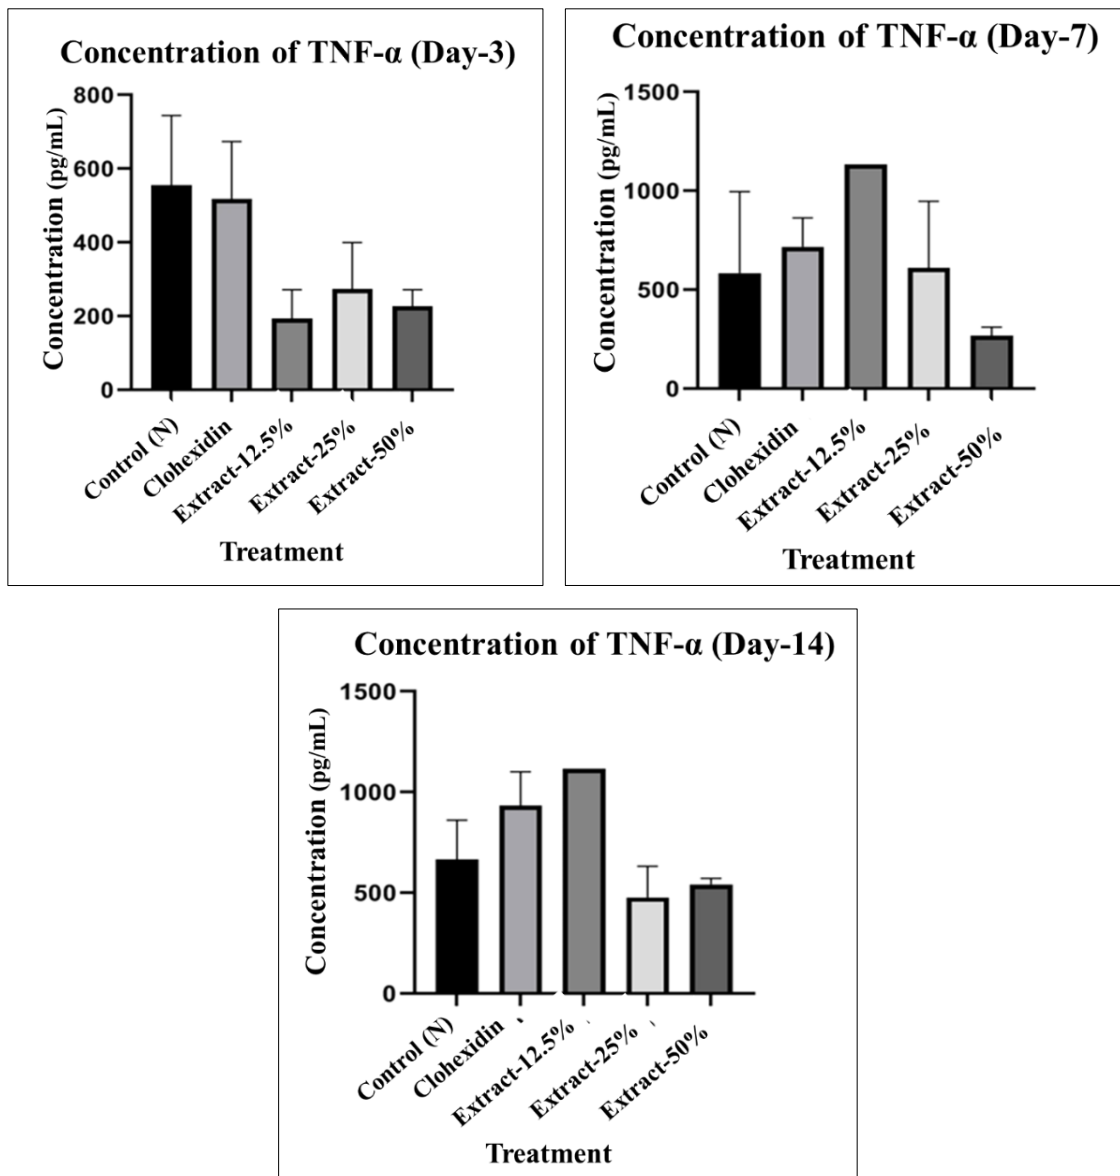 Concentration of TNF-α (Day-3)
Concentration (pg/mL)
800
600
400
200
0
Control (N)
Clohexidin
Extract-12.5%
Extract-25%
Extract-50%
Treatment
Concentration of TNF-α (Day-7)
Concentration (pg/mL)
1500
1000
500
0
Control (N)
Clohexidin
Extract-12.5%
Extract-25%
Extract-50%
Treatment
Concentration of TNF-α (Day-14)
Concentration (pg/mL)
1500
1000
500
0
Control (N)
Clohexidin
Extract-12.5%
Extract-25%
Extract-50%
Treatment